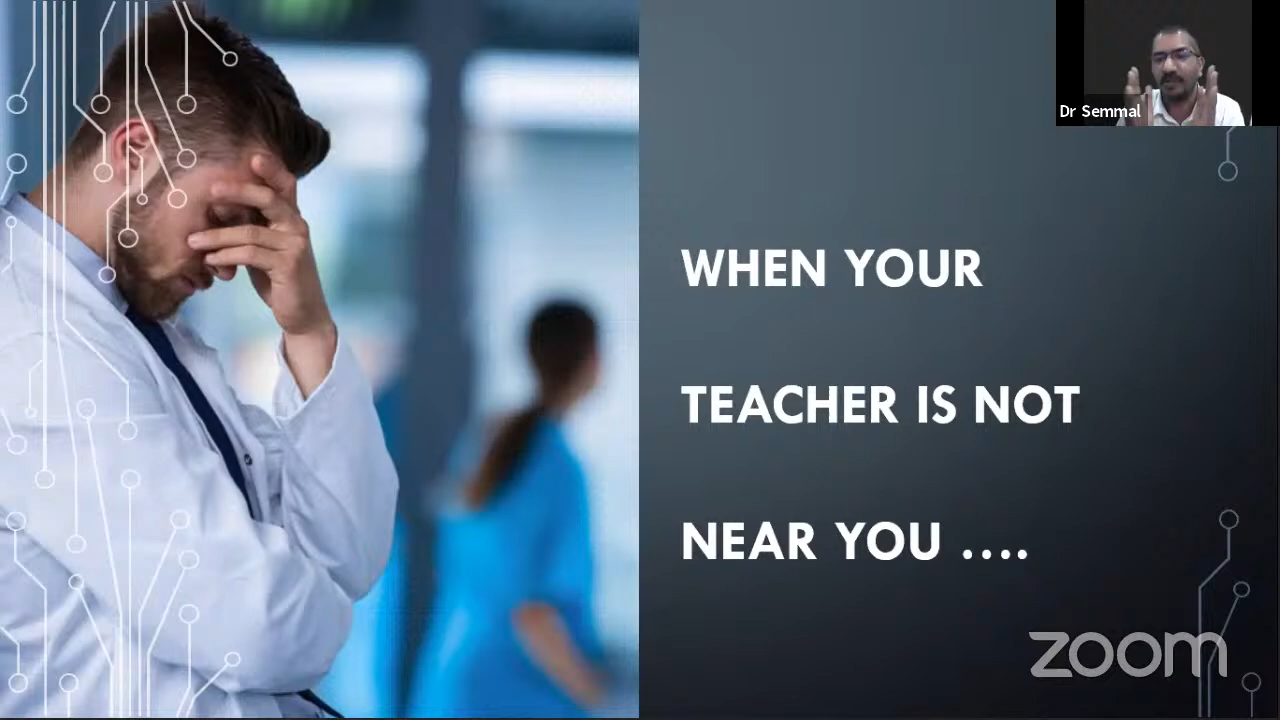 Dr Semmal
WHEN YOUR
TEACHER IS NOT
NEAR YOU ....
zoom